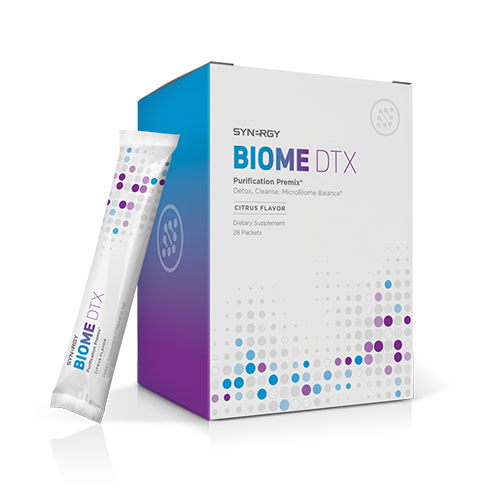 SYNERGY
BIOME DTX
Purification Premix*
Detox, Cleanse, MicroBiome Balance*
CITRUS FLAVOR
Dietary Supplement
28 Packets
SYNERGY
BIOME DTX
Purification Premix*
CITRUS FLAVOR